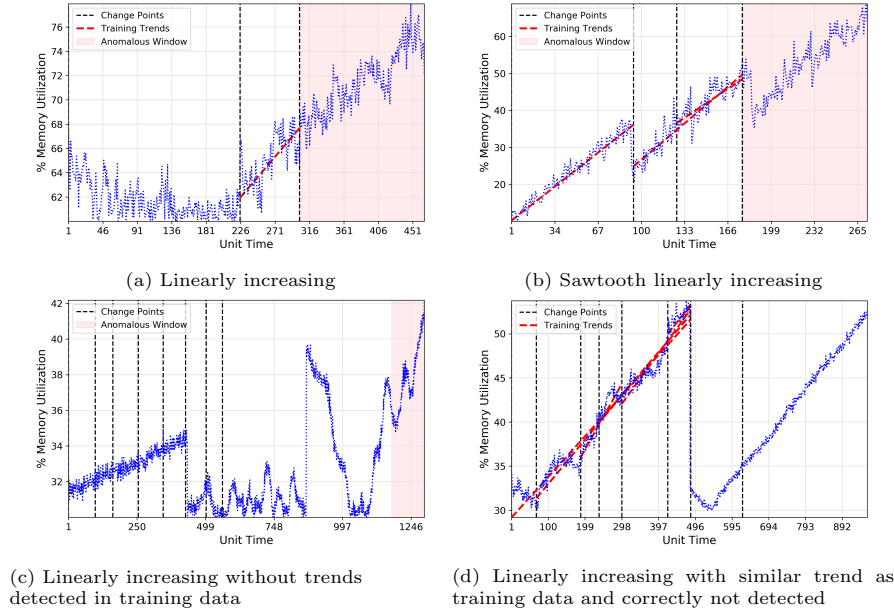 Change Points
Training Trends
Anomalous Window
% Memory Utilization
76
74
72
70
68
66
64
62
1 46 91 136 181 226 271 316 361 406 451
Unit Time
(a) Linearly increasing
Change Points
Training Trends
Anomalous Window
% Memory Utilization
60
50
40
30
20
1 34 67 100 133 166 199 232 265
Unit Time
(b) Sawtooth linearly increasing
Change Points
Anomalous Window
% Memory Utilization
42
40
38
36
34
32
1 250 499 748 997 1246
Unit Time
(c) Linearly increasing without trends
detected in training data
Change Points
Training Trends
% Memory Utilization
50
45
40
35
30
1 100 199 298 397 496 595 694 793 892
Unit Time
(d) Linearly increasing with similar trend as
training data and correctly not detected